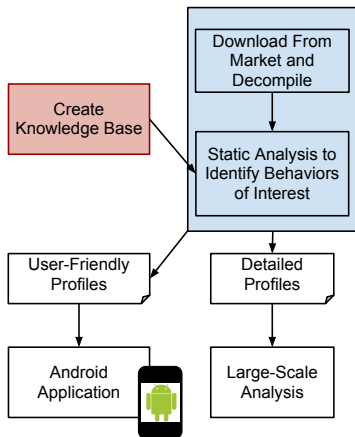 Download From
Market and
Decompile
Create
Knowledge Base
Static Analysis to
Identify Behaviors
of Interest
User-Friendly
Profiles
Detailed
Profiles
Android
Application
Large-Scale
Analysis